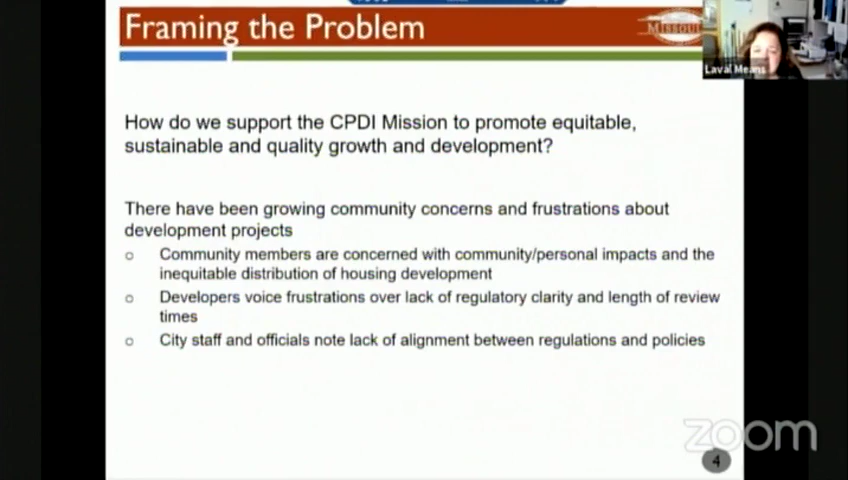 Framing the Problem
Laval Means
How do we support the CPDI Mission to promote equitable,
sustainable and quality growth and development?
There have been growing community concerns and frustrations about
development projects
o Community members are concerned with community/personal impacts and the
inequitable distribution of housing development
o Developers voice frustrations over lack of regulatory clarity and length of review
times
o City staff and officials note lack of alignment between regulations and policies
zoom
4